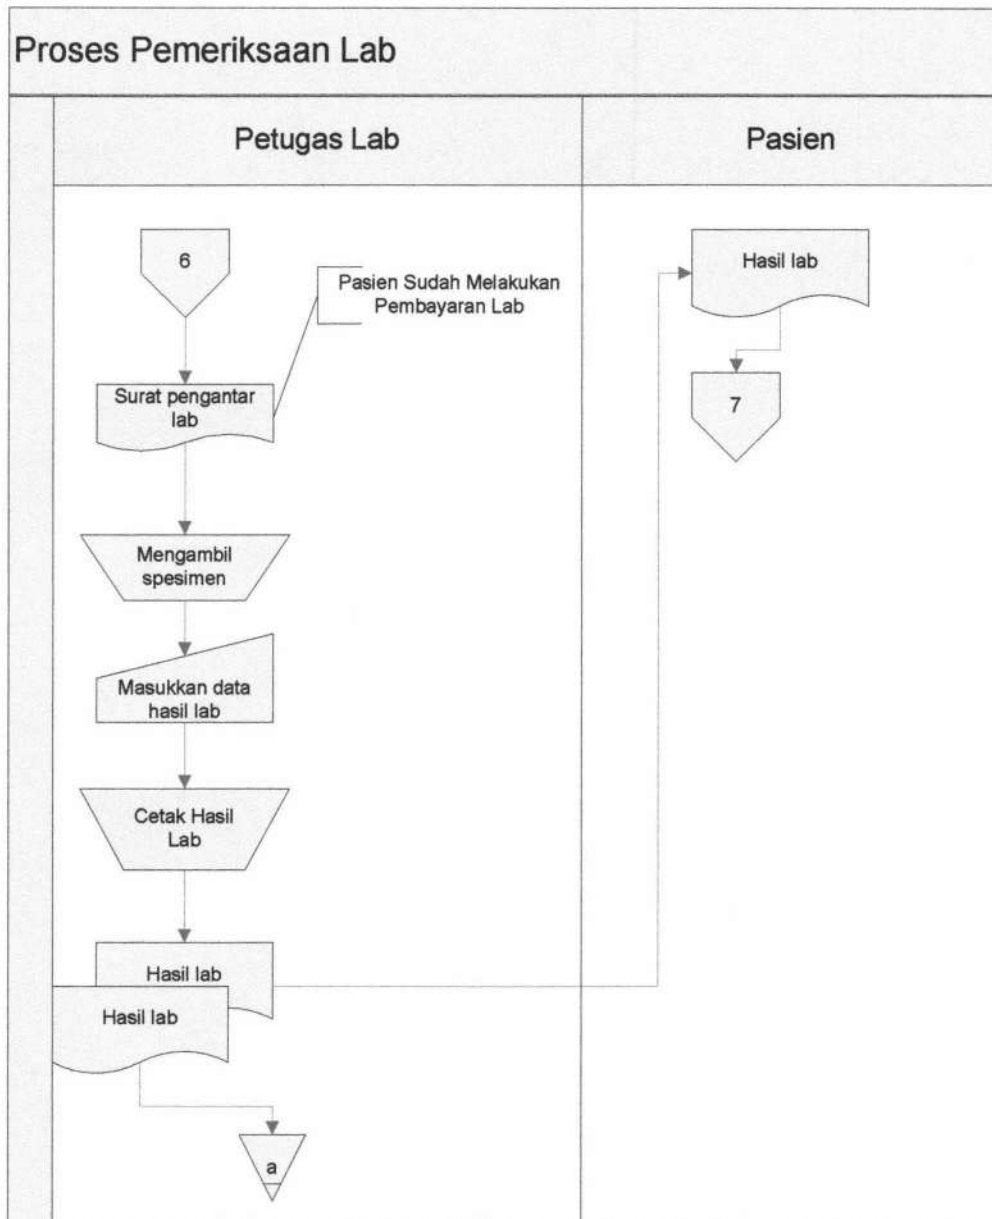 Proses Pemeriksaan Lab
Petugas Lab
Pasien
6
Pasien Sudah Melakukan
Pembayaran Lab
Surat pengantar
lab
Mengambil
spesimen
Masukkan data
hasil lab
Cetak Hasil
Lab
Hasil lab
Hasil lab
a
Hasil lab
7